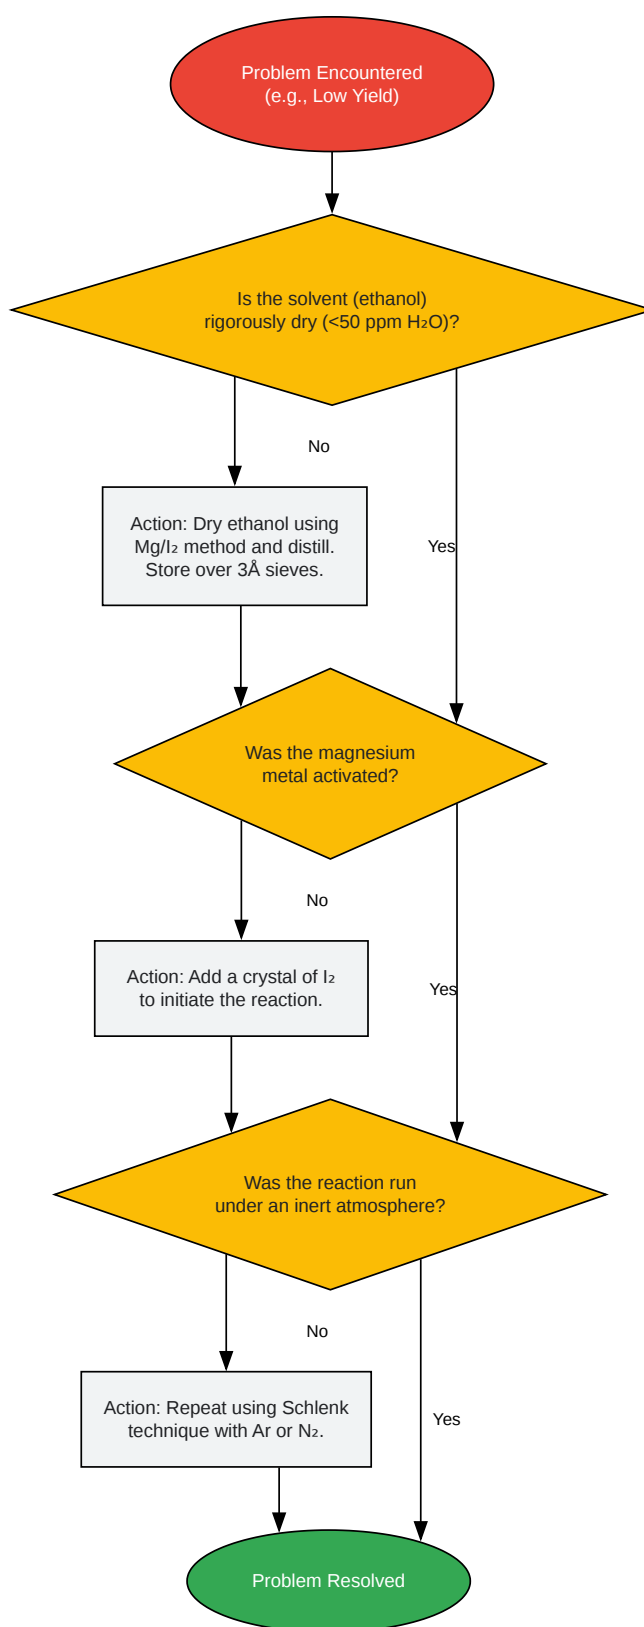 Problem Encountered
(e.g., Low Yield)
Is the solvent (ethanol)
rigorously dry (<50 ppm H₂O)?
No
Action: Dry ethanol using
Mg/I₂ method and distill.
Store over 3Å sieves.
Yes
Was the magnesium
metal activated?
No
Action: Add a crystal of I₂
to initiate the reaction.
Yes
Was the reaction run
under an inert atmosphere?
No
Action: Repeat using Schlenk
technique with Ar or N₂.
Yes
Problem Resolved